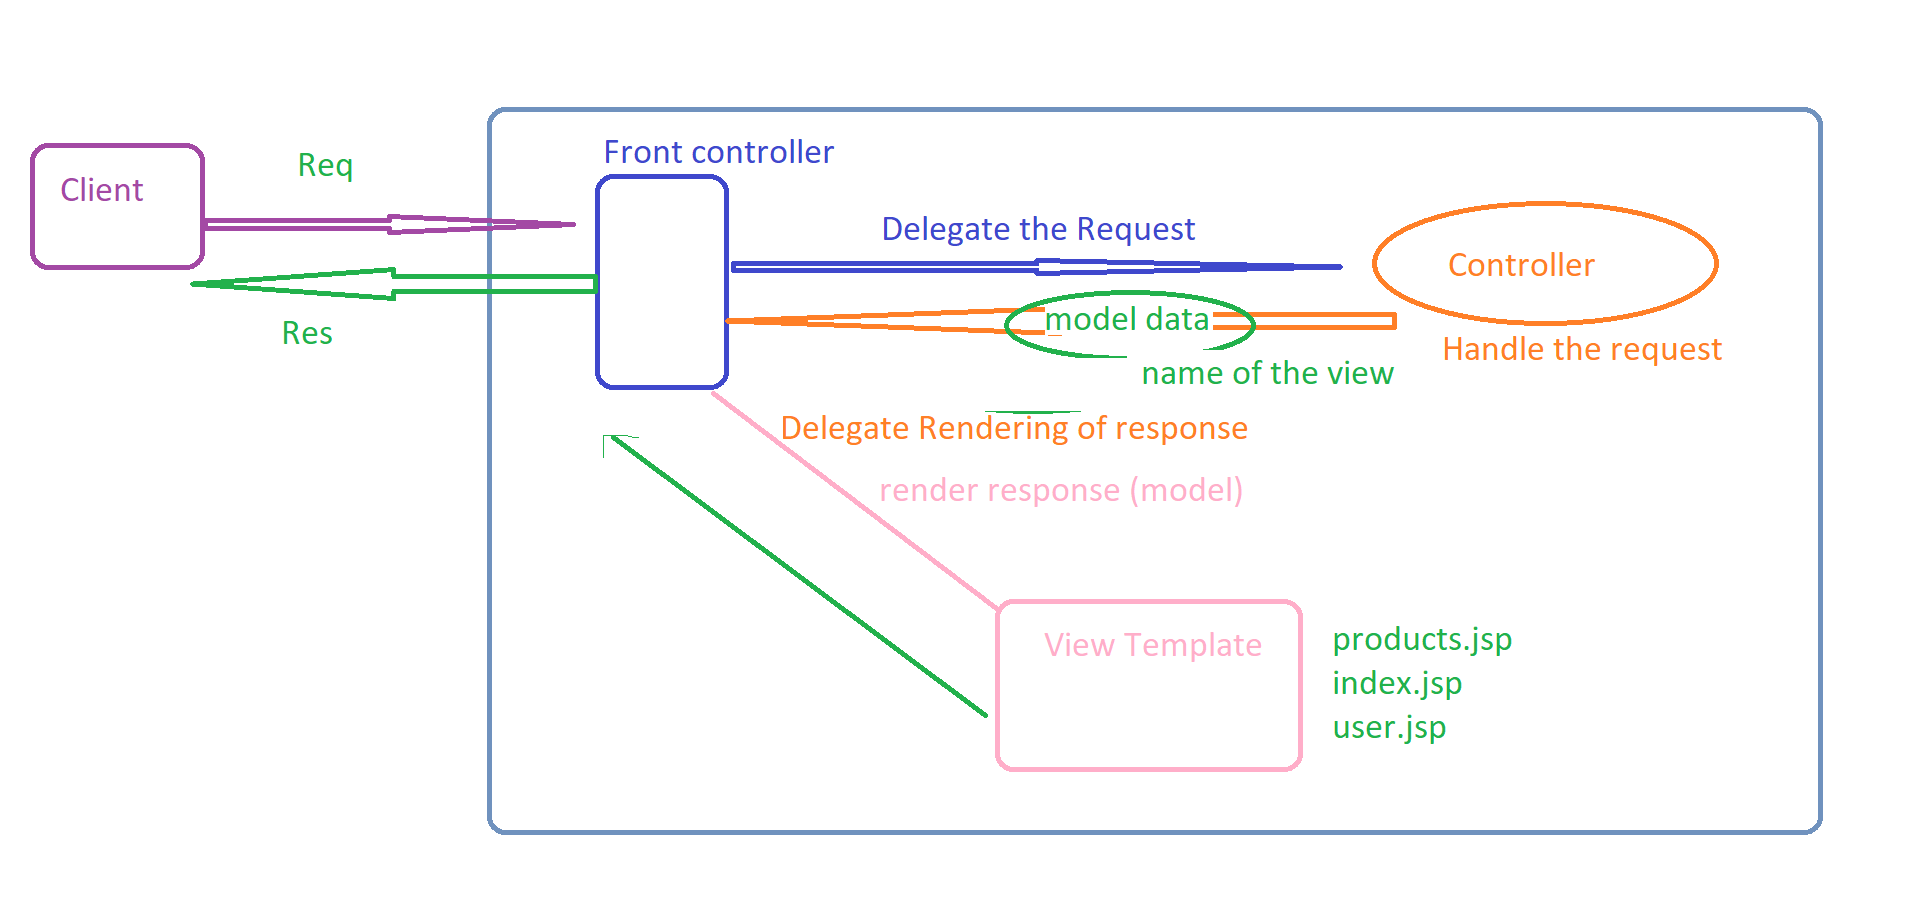 Front controller
Req
Client
Delegate the Request
Controller
model data
Res
Handle the request
name of the view
Delegate Rendering of response
render response (model)
View Template
products.jsp
index.jsp
user.jsp